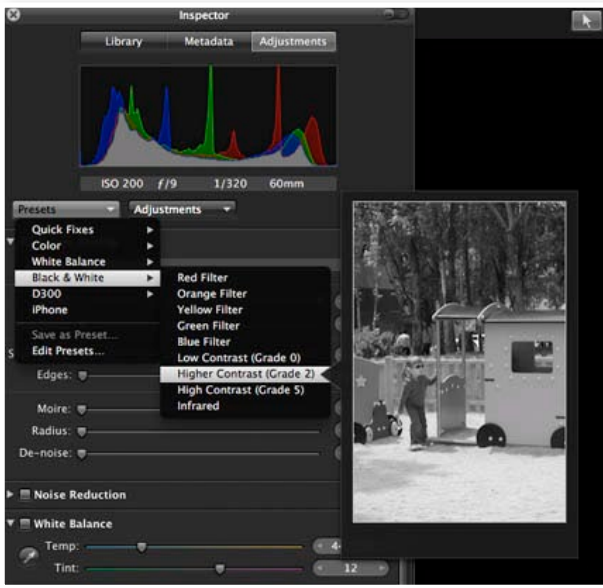 Inspector
Library Metadata Adjustments
ISO 200 f/9 1/320 60mm
Presets Adjustments
Quick Fixes
Color
White Balance
Black & White
D300
iPhone
Save as Preset...
Edit Presets...
Red Filter
Orange Filter
Yellow Filter
Green Filter
Blue Filter
Low Contrast (Grade 0)
Higher Contrast (Grade 2)
High Contrast (Grade 5)
Infrared
Edges:
Moire:
Radius:
De-noise:
Noise Reduction
White Balance
Temp:
Tint: 12